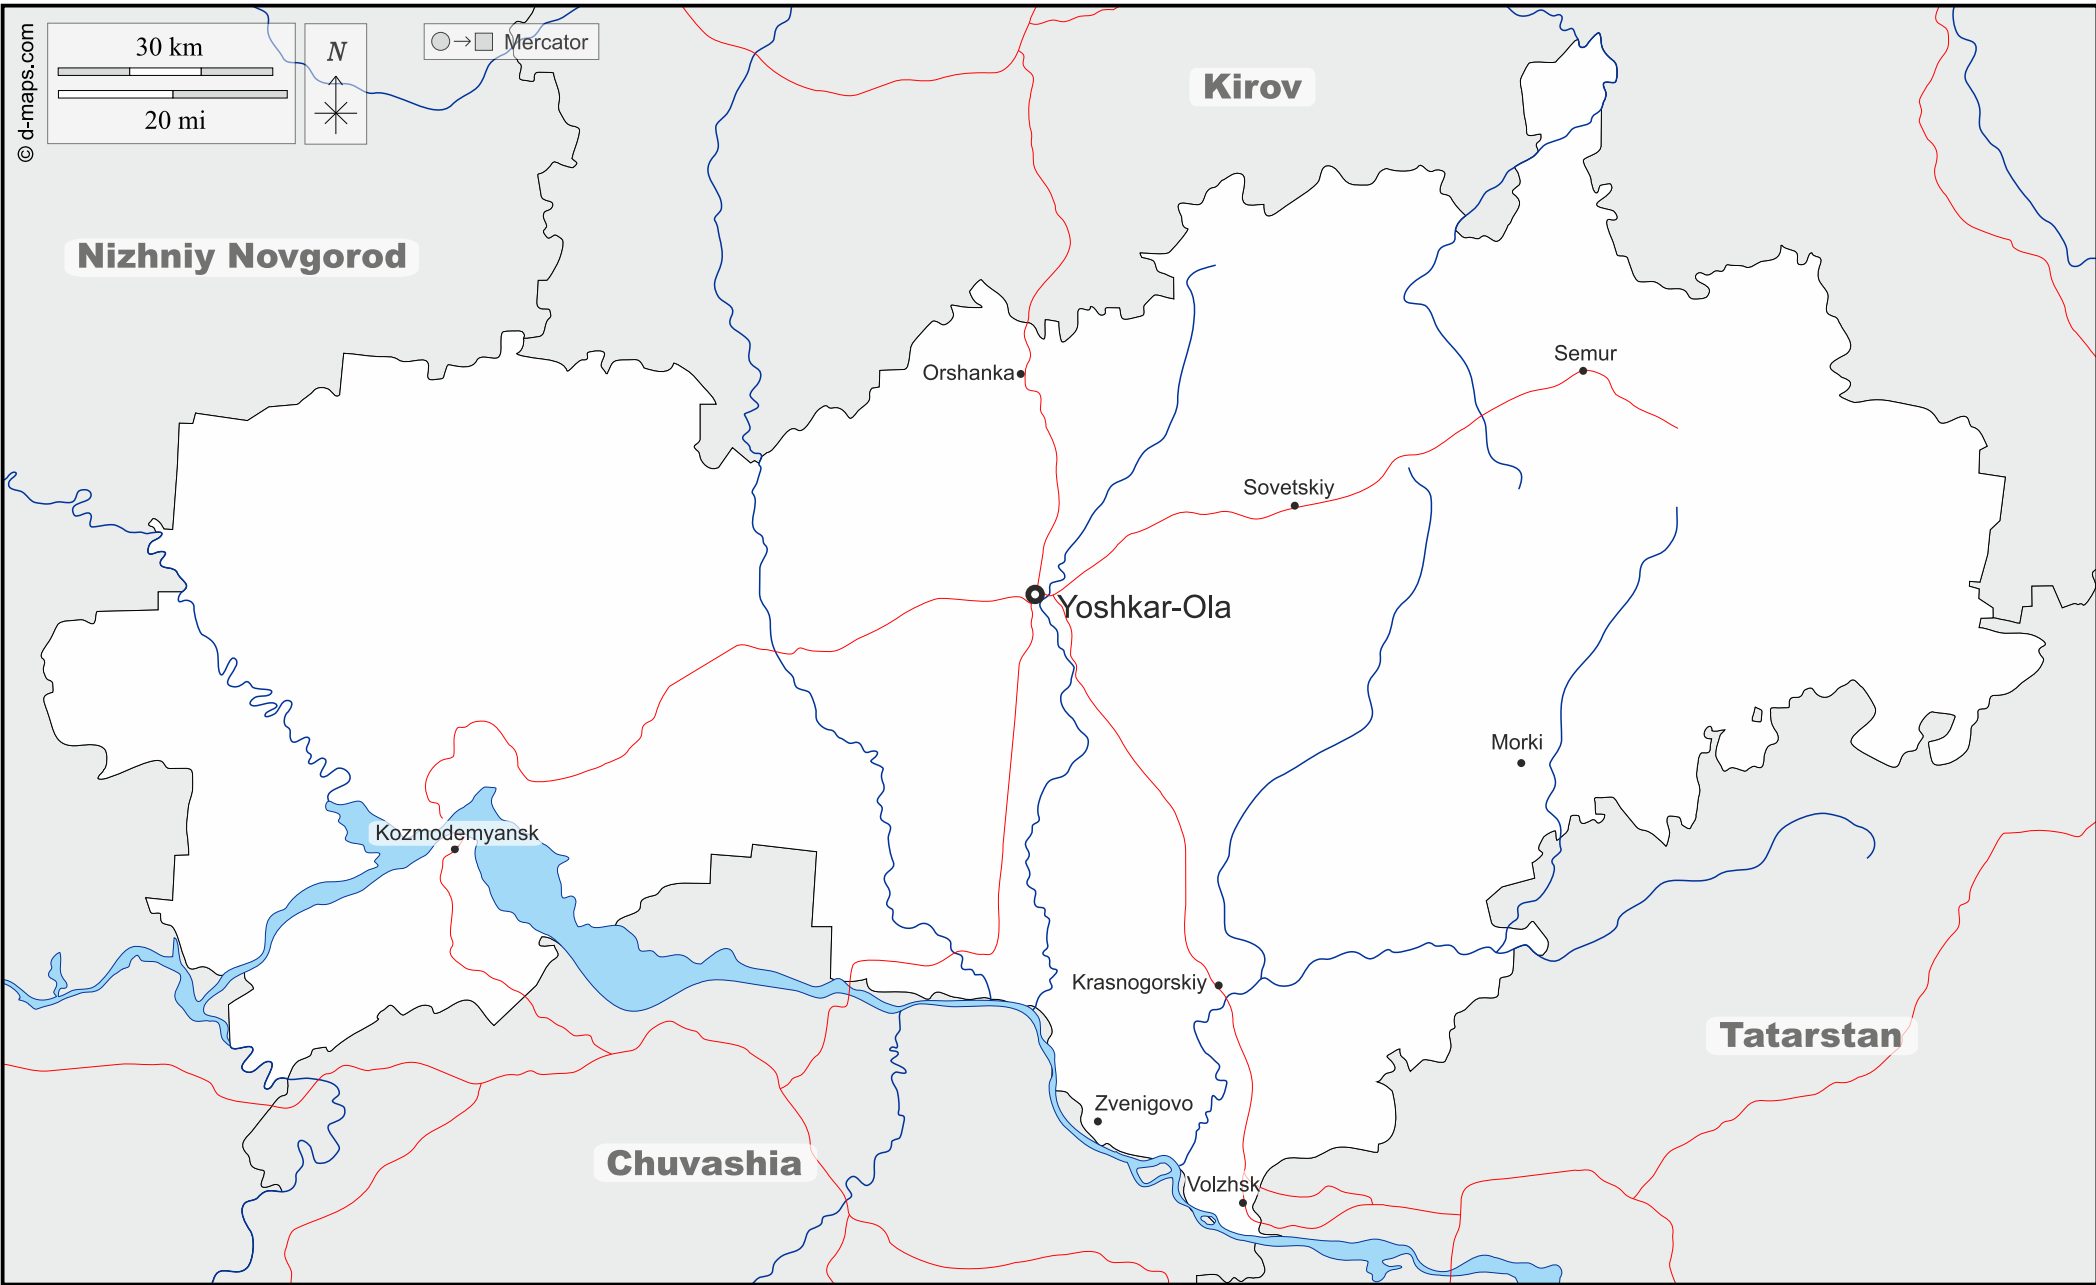 © d-maps.com
30 km
20 mi
N
Mercator
Kirov
Nizhniy Novgorod
Orshanka
Semur
Sovetskiy
Yoshkar-Ola
Morki
Kozmodemyansk
Krasnogorskiy
Tatarstan
Zvenigovo
Chuvashia
Volzhsk